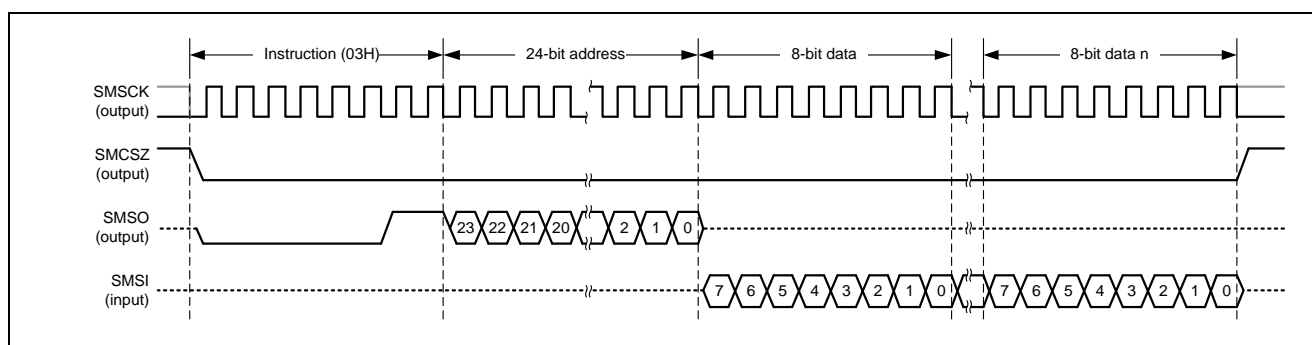 Instruction (03H) 24-bit address 8-bit data 8-bit data n
SMSCK
(output)
SMCSZ
(output)
SMSO
(output)
23 22 21 20 2 1 0
SMSI
(input)
7 6 5 4 3 2 1 0 7 6 5 4 3 2 1 0